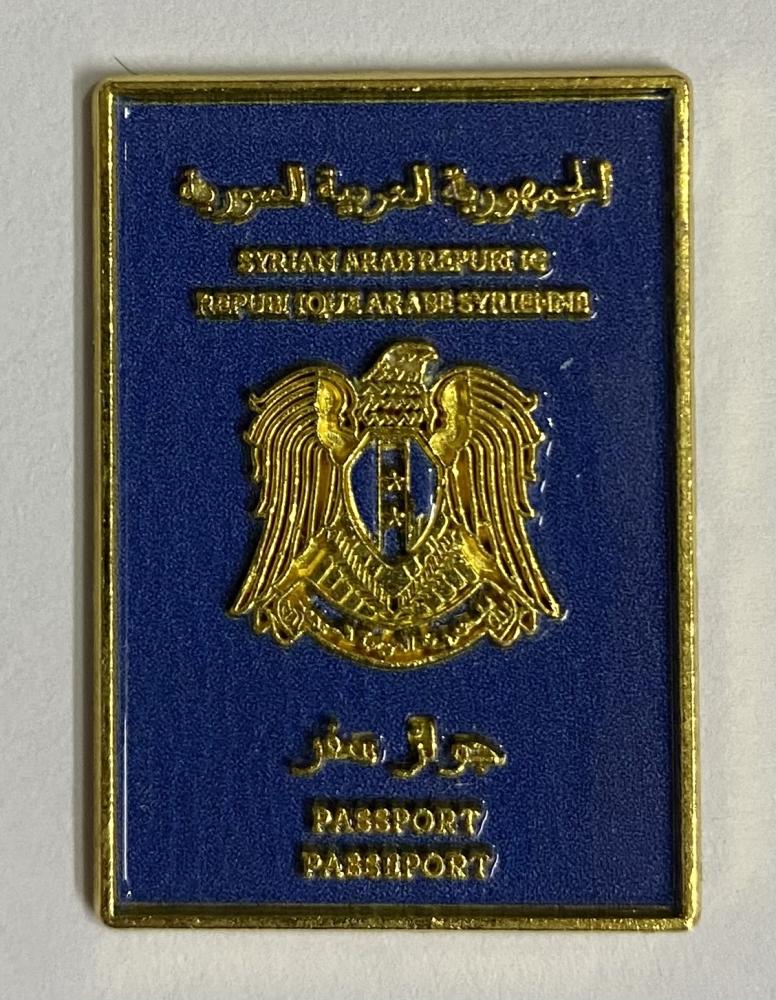 الجمهورية العربية السورية
SYRIAN ARAB REPUBLIC
REPUBLIQUE ARABE SYRIENNE
جواز سفر
PASSPORT
PASSEPORT